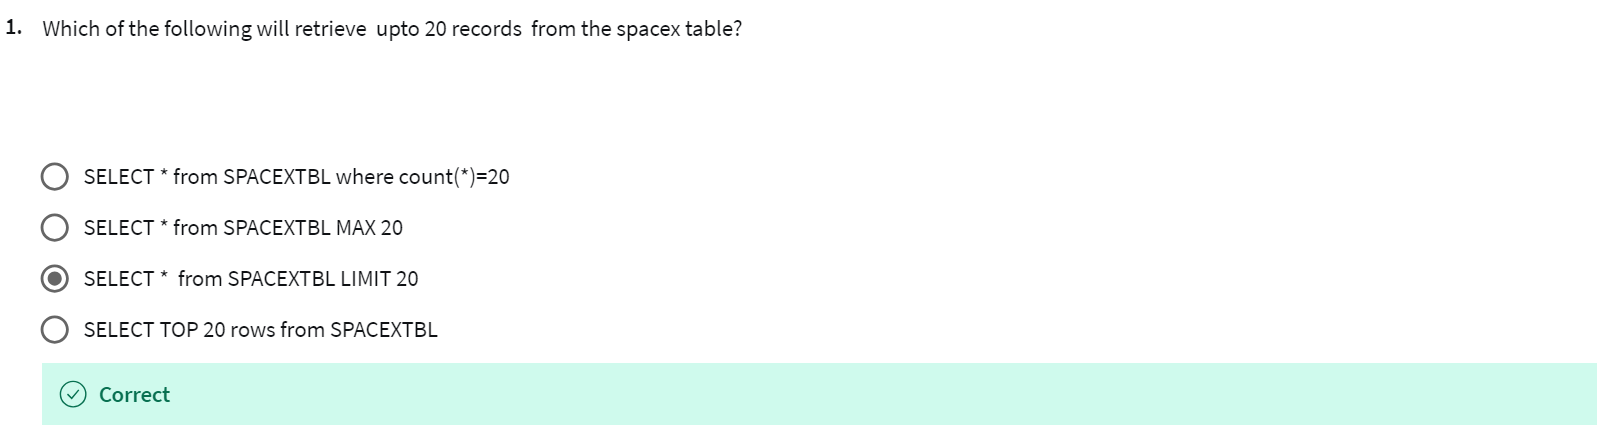 1. Which of the following will retrieve upto 20 records from the spacex table?
SELECT * from SPACEXTBL where count(*)=20
SELECT * from SPACEXTBL MAX 20
SELECT * from SPACEXTBL LIMIT 20
SELECT TOP 20 rows from SPACEXTBL
Correct